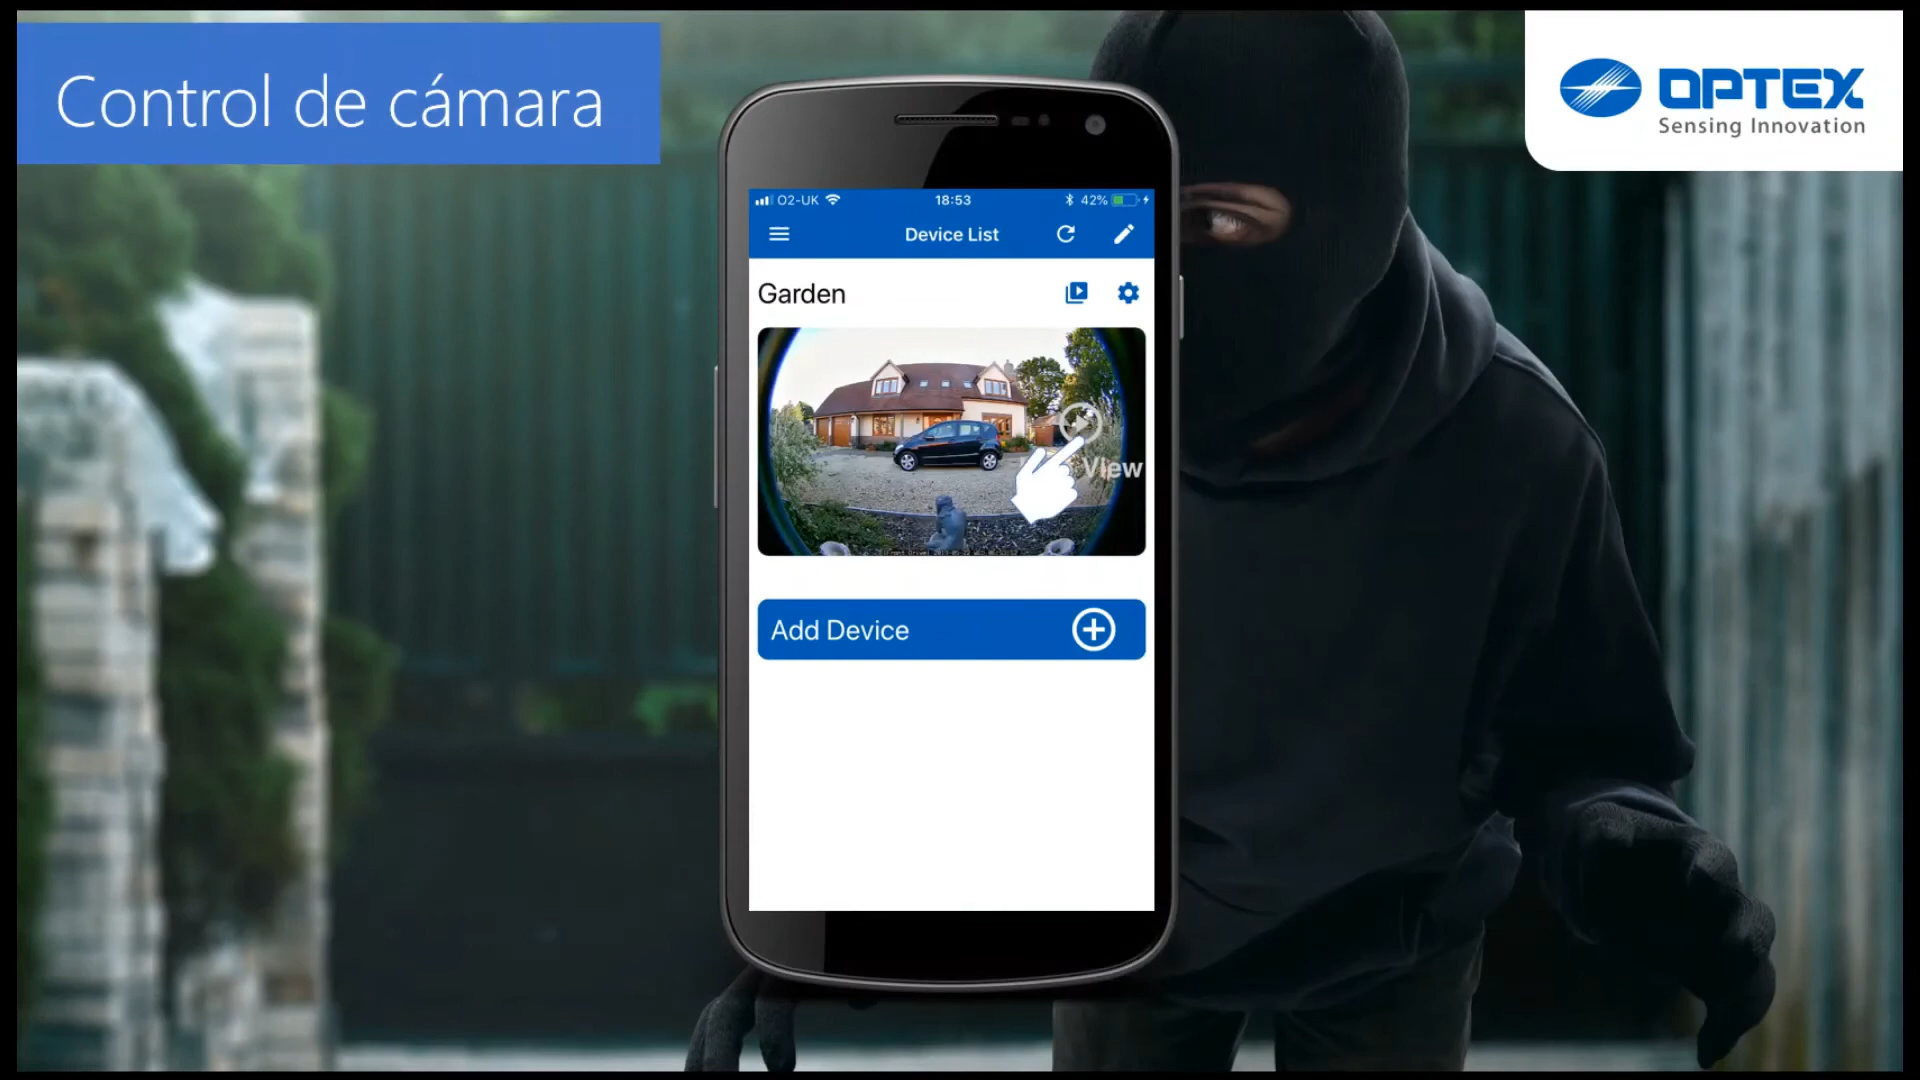 Control de cámara
OPTEX
Sensing Innovation
O2-UK
18:53
42%
Device List
Garden
View
Add Device